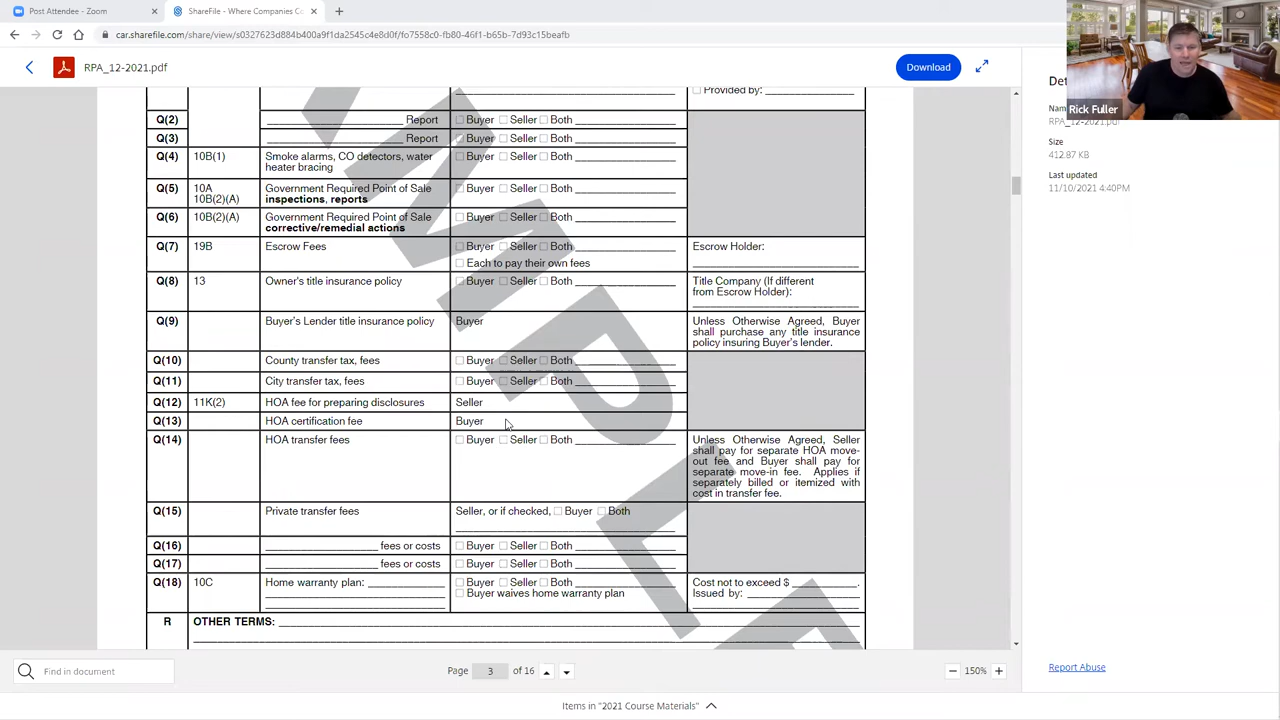 Post Attendee - Zoom
ShareFile - Where Companies Co
car.sharefile.com/share/view/s0327623d884b400a9f1da2545c4e8d0f/fo7558c0-fb80-46f1-b65b-7d93c15beafb
RPA_12-2021.pdf
Download
Rick Fuller
Size
412.87 KB
Last updated
11/10/2021 4:40PM
Provided by:
Q(2) Report Buyer Seller Both
Q(3) Report Buyer Seller Both
Q(4) 10B(1) Smoke alarms, CO detectors, water Buyer Seller Both
heater bracing
Q(5) 10A Government Required Point of Sale Buyer Seller Both
10B(2)(A) inspections, reports
Q(6) 10B(2)(A) Government Required Point of Sale Buyer Seller Both
corrective/remedial actions
Q(7) 19B Escrow Fees Buyer Seller Both Escrow Holder:
Each to pay their own fees
Q(8) 13 Owner's title insurance policy Buyer Seller Both Title Company (If different
from Escrow Holder):
Q(9) Buyer's Lender title insurance policy Buyer Unless Otherwise Agreed, Buyer
shall purchase any title insurance
policy insuring Buyer's lender.
Q(10) County transfer tax, fees Buyer Seller Both
Q(11) City transfer tax, fees Buyer Seller Both
Q(12) 11K(2) HOA fee for preparing disclosures Seller
Q(13) HOA certification fee Buyer
Q(14) HOA transfer fees Buyer Seller Both Unless Otherwise Agreed, Seller
shall pay for separate HOA move-
out fee and Buyer shall pay for
separate move-in fee. Applies if
separately billed or itemized with
cost in transfer fee.
Q(15) Private transfer fees Seller, or if checked, Buyer Both
Q(16) fees or costs Buyer Seller Both
Q(17) fees or costs Buyer Seller Both
Q(18) 10C Home warranty plan: Buyer Seller Both Cost not to exceed $ .
Buyer waives home warranty plan Issued by:
R OTHER TERMS:
Find in document
Page 3 of 16
150%
Report Abuse
Items in "2021 Course Materials"